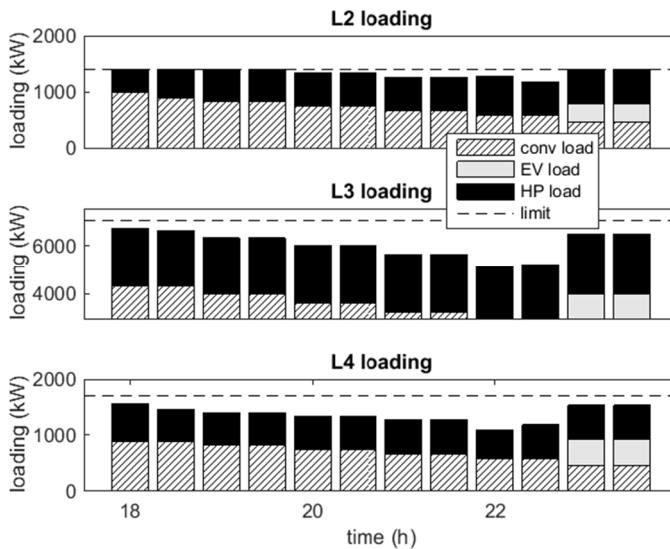 L2 loading
loading (kW)
2000
1000
0
conv load
EV load
HP load
limit
L3 loading
loading (kW)
6000
4000
L4 loading
loading (kW)
2000
1000
0
18
20
22
time (h)